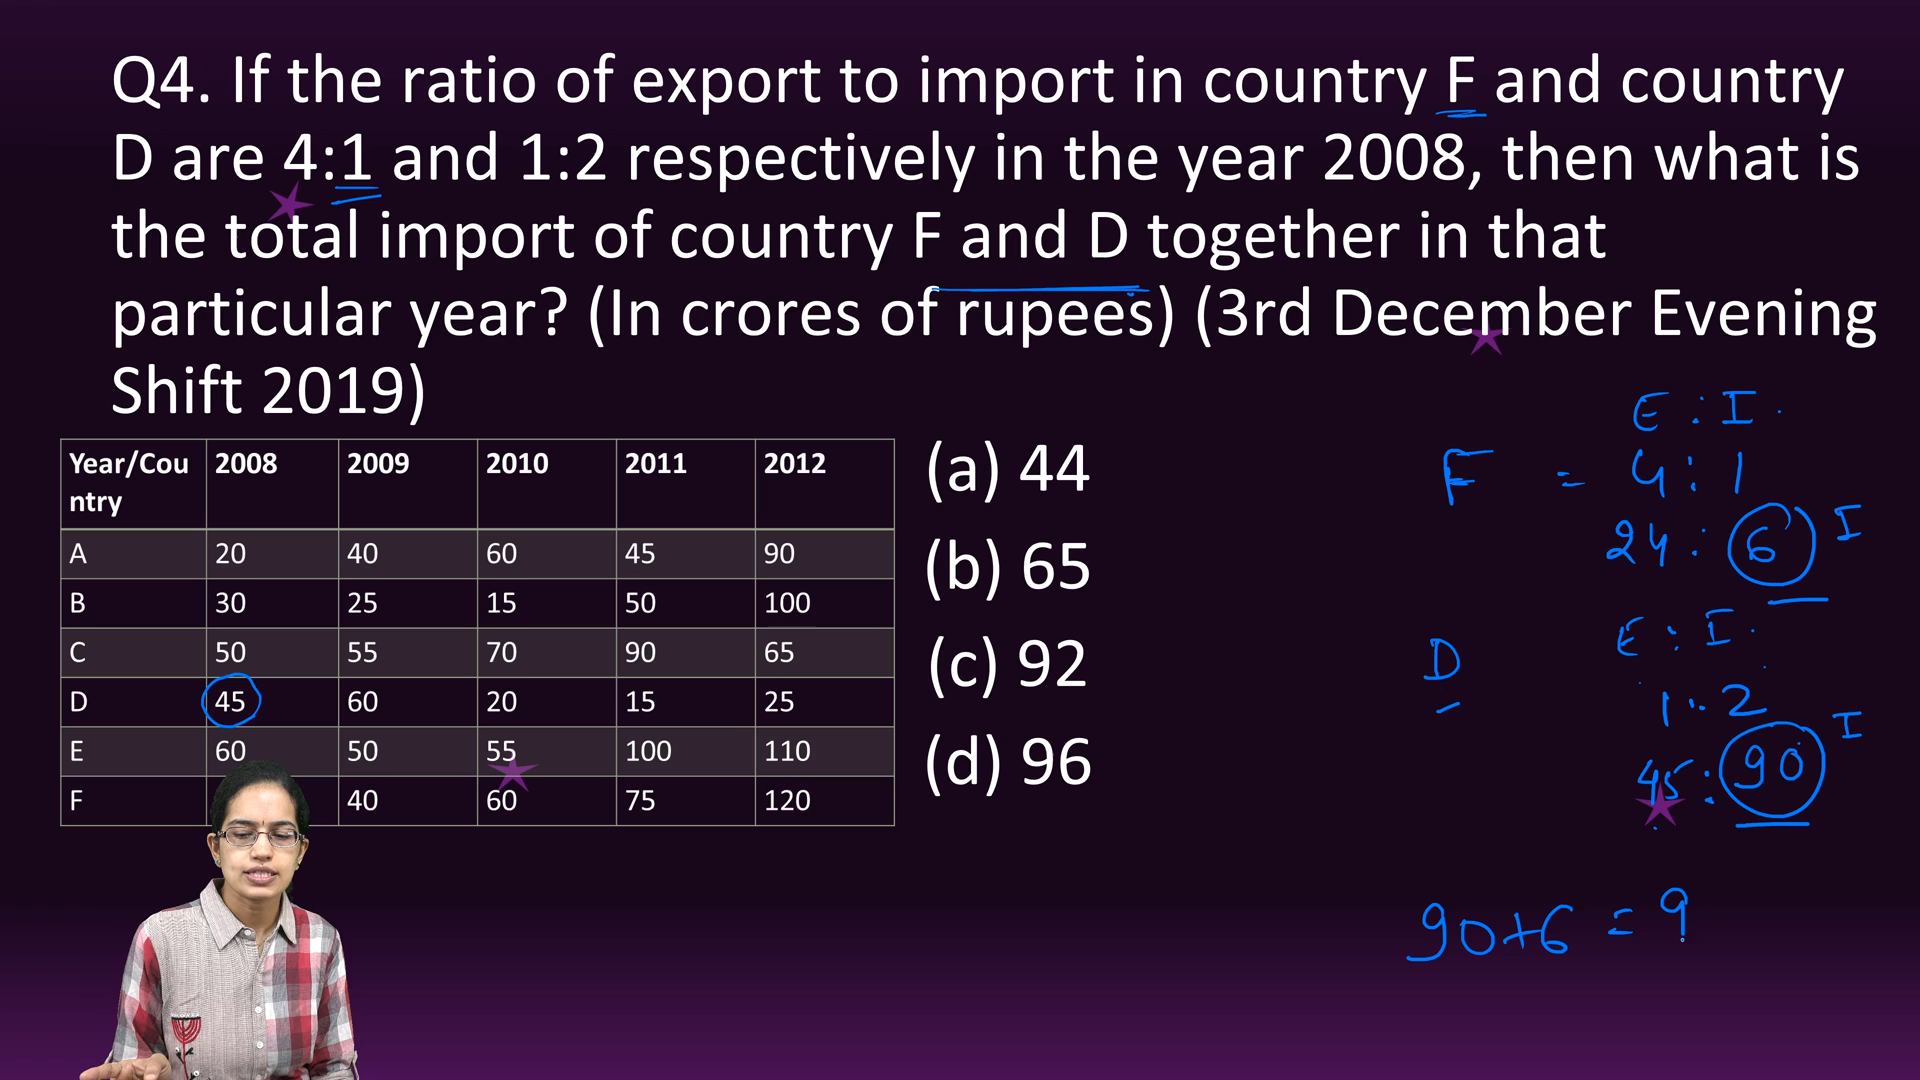 Q4. If the ratio of export to import in country F and country
D are 4:1 and 1:2 respectively in the year 2008, then what is
the total import of country F and D together in that
particular year? (In crores of rupees) (3rd December Evening
Shift 2019)
Year/Cou
ntry 2008 2009 2010 2011 2012
A 20 40 60 45 90
B 30 25 15 50 100
C 50 55 70 90 65
D 45 60 20 15 25
E 60 50 55 100 110
F 40 60 75 120
(a) 44
(b) 65
(c) 92
(d) 96
E : I
F = 4 : 1
24 : 6 I
E : I
D 1 : 2
45 : 90 I
90+6 = 9